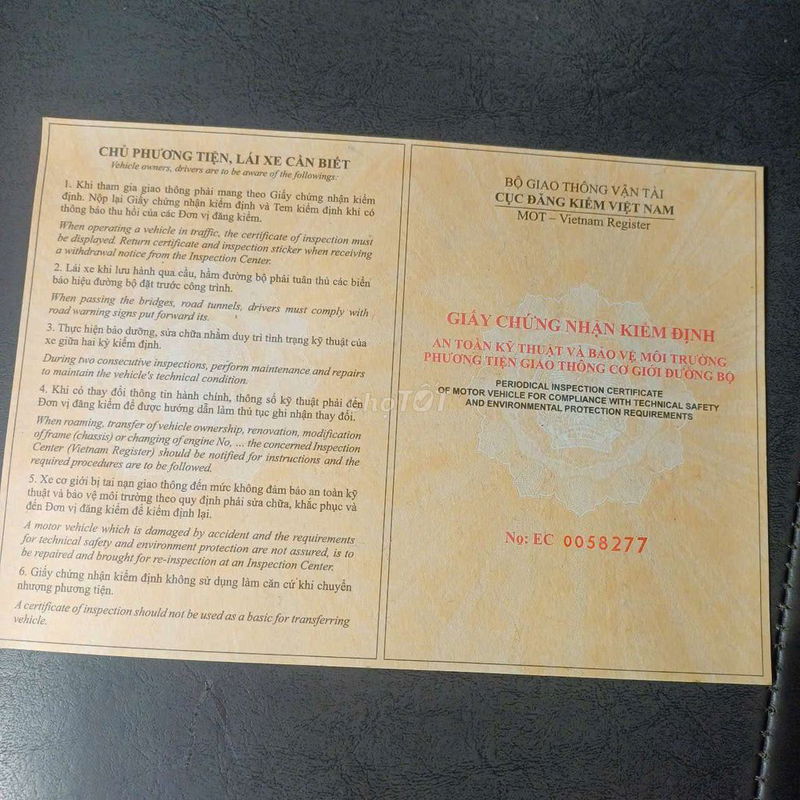 CHỦ PHƯƠNG TIỆN, LÁI XE CẦN BIẾT
Vehicle owners, drivers are to be aware of the followings:
1. Khi tham gia giao thông phải mang theo Giấy chứng nhận kiểm
định. Nộp lại Giấy chứng nhận kiểm định và Tem kiểm định khi có
thông báo thu hồi của các Đơn vị đăng kiểm.
When operating a vehicle in traffic, the certificate of inspection must
be displayed. Return certificate and inspection sticker when receiving
a withdrawal notice from the Inspection Center.
2. Lái xe khi lưu hành qua cầu, hầm đường bộ phải tuân thủ các biển
báo hiệu đường bộ đặt trước công trình.
When passing the bridges, road tunnels, drivers must comply with
road warning signs put forward its.
3. Thực hiện bảo dưỡng, sửa chữa nhằm duy trì tình trạng kỹ thuật của
xe giữa hai kỳ kiểm định.
During two consecutive inspections, perform maintenance and repairs
to maintain the vehicle's technical condition.
4. Khi có thay đổi thông tin hành chính, thông số kỹ thuật phải đến
Đơn vị đăng kiểm để được hướng dẫn làm thủ tục ghi nhận thay đổi.
When roaming, transfer of vehicle ownership, renovation, modification
of frame (chassis) or changing of engine No, ... the concerned Inspection
Center (Vietnam Register) should be notified for instructions and the
required procedures are to be followed.
5. Xe cơ giới bị tai nạn giao thông đến mức không đảm bảo an toàn kỹ
thuật và bảo vệ môi trường theo quy định phải sửa chữa, khắc phục và
đến Đơn vị đăng kiểm để kiểm định lại.
A motor vehicle which is damaged by accident and the requirements
for technical safety and environment protection are not assured, is to
be repaired and brought for re-inspection at an Inspection Center.
6. Giấy chứng nhận kiểm định không sử dụng làm căn cứ khi chuyển
nhượng phương tiện.
A certificate of inspection should not be used as a basic for transferring
vehicle.
BỘ GIAO THÔNG VẬN TẢI
CỤC ĐĂNG KIỂM VIỆT NAM
MOT – Vietnam Register
GIẤY CHỨNG NHẬN KIỂM ĐỊNH
AN TOÀN KỸ THUẬT VÀ BẢO VỆ MÔI TRƯỜNG
PHƯƠNG TIỆN GIAO THÔNG CƠ GIỚI ĐƯỜNG BỘ
PERIODICAL INSPECTION CERTIFICATE
OF MOTOR VEHICLE FOR COMPLIANCE WITH TECHNICAL SAFETY
AND ENVIRONMENTAL PROTECTION REQUIREMENTS
No: EC 0058277
chợTỐT